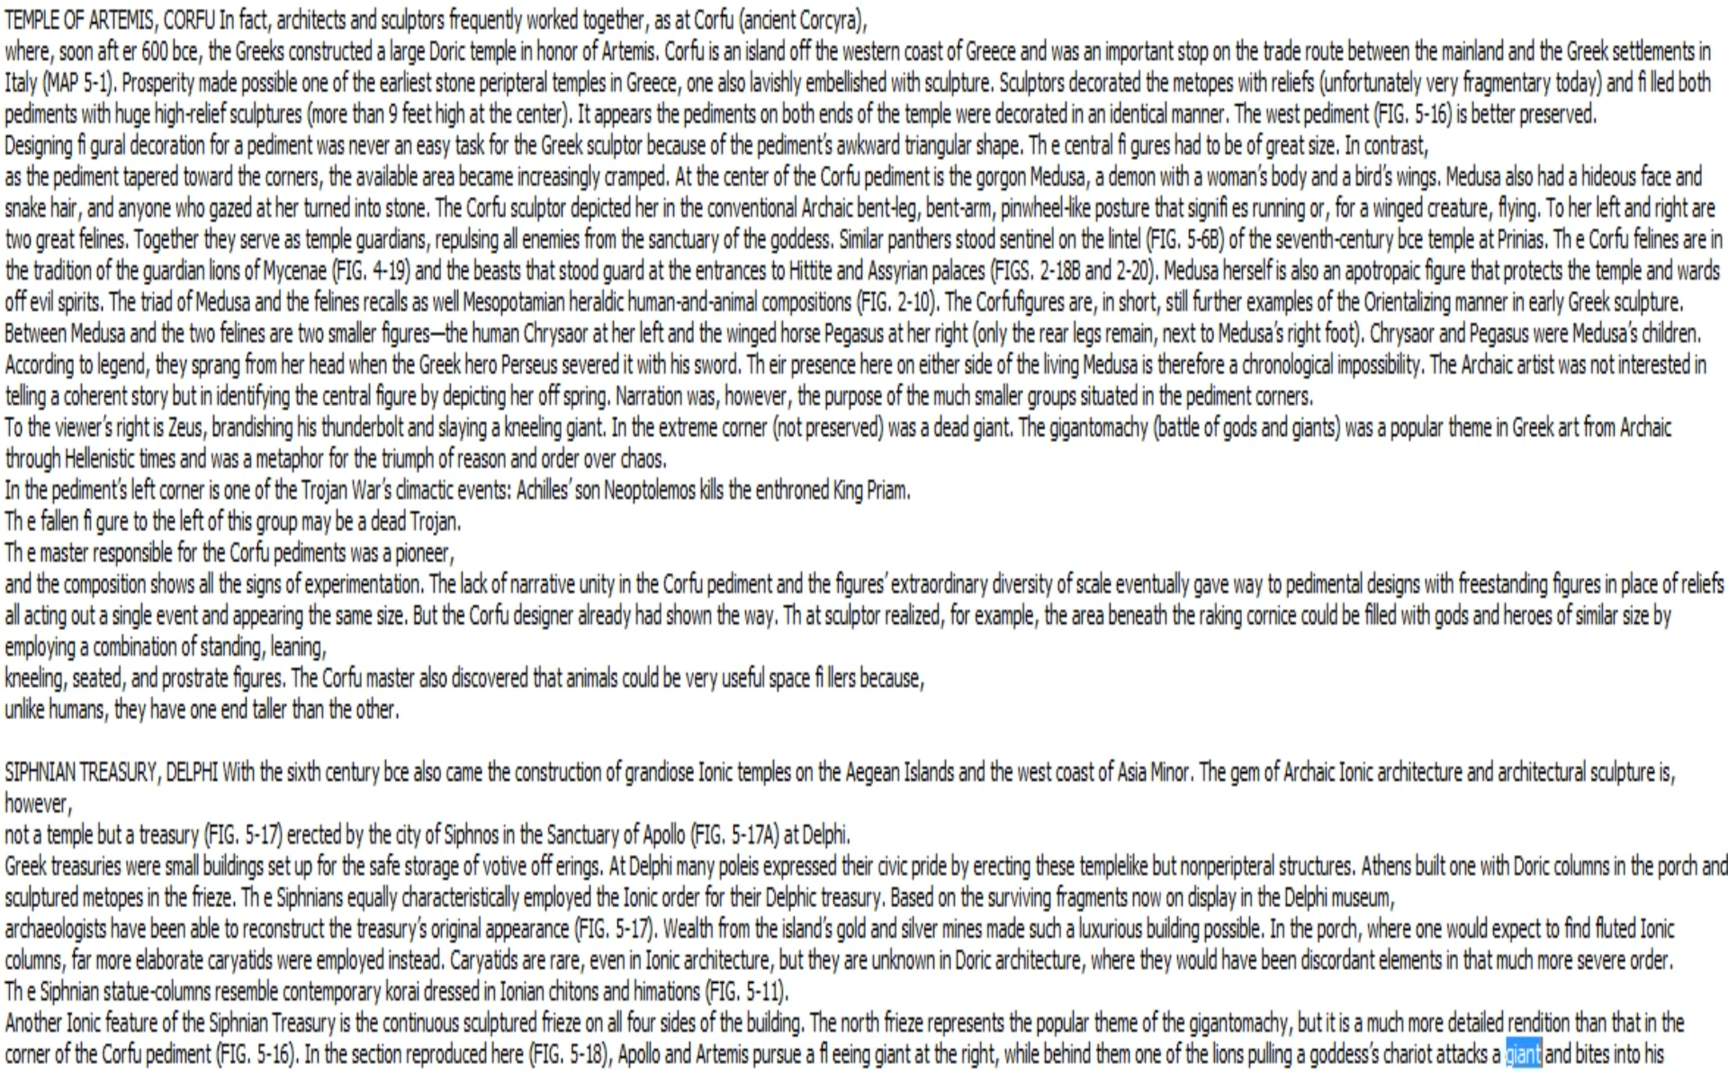 TEMPLE OF ARTEMIS, CORFU In fact, architects and sculptors frequently worked together, as at Corfu (ancient Corcyra),
where, soon aft er 600 bce, the Greeks constructed a large Doric temple in honor of Artemis. Corfu is an island off the western coast of Greece and was an important stop on the trade route between the mainland and the Greek settlements in
Italy (MAP 5-1). Prosperity made possible one of the earliest stone peripteral temples in Greece, one also lavishly embellished with sculpture. Sculptors decorated the metopes with reliefs (unfortunately very fragmentary today) and fi lled both
pediments with huge high-relief sculptures (more than 9 feet high at the center). It appears the pediments on both ends of the temple were decorated in an identical manner. The west pediment (FIG. 5-16) is better preserved.
Designing fi gural decoration for a pediment was never an easy task for the Greek sculptor because of the pediment's awkward triangular shape. Th e central fi gures had to be of great size. In contrast,
as the pediment tapered toward the corners, the available area became increasingly cramped. At the center of the Corfu pediment is the gorgon Medusa, a demon with a woman's body and a bird's wings. Medusa also had a hideous face and
snake hair, and anyone who gazed at her turned into stone. The Corfu sculptor depicted her in the conventional Archaic bent-leg, bent-arm, pinwheel-like posture that signifi es running or, for a winged creature, flying. To her left and right are
two great felines. Together they serve as temple guardians, repulsing all enemies from the sanctuary of the goddess. Similar panthers stood sentinel on the lintel (FIG. 5-6B) of the seventh-century bce temple at Prinias. Th e Corfu felines are in
the tradition of the guardian lions of Mycenae (FIG. 4-19) and the beasts that stood guard at the entrances to Hittite and Assyrian palaces (FIGS. 2-18B and 2-20). Medusa herself is also an apotropaic figure that protects the temple and wards
off evil spirits. The triad of Medusa and the felines recalls as well Mesopotamian heraldic human-and-animal compositions (FIG. 2-10). The Corfufigures are, in short, still further examples of the Orientalizing manner in early Greek sculpture.
Between Medusa and the two felines are two smaller figures—the human Chrysaor at her left and the winged horse Pegasus at her right (only the rear legs remain, next to Medusa's right foot). Chrysaor and Pegasus were Medusa's children.
According to legend, they sprang from her head when the Greek hero Perseus severed it with his sword. Th eir presence here on either side of the living Medusa is therefore a chronological impossibility. The Archaic artist was not interested in
telling a coherent story but in identifying the central figure by depicting her off spring. Narration was, however, the purpose of the much smaller groups situated in the pediment corners.
To the viewer's right is Zeus, brandishing his thunderbolt and slaying a kneeling giant. In the extreme corner (not preserved) was a dead giant. The gigantomachy (battle of gods and giants) was a popular theme in Greek art from Archaic
through Hellenistic times and was a metaphor for the triumph of reason and order over chaos.
In the pediment's left corner is one of the Trojan War's climactic events: Achilles' son Neoptolemos kills the enthroned King Priam.
Th e fallen fi gure to the left of this group may be a dead Trojan.
Th e master responsible for the Corfu pediments was a pioneer,
and the composition shows all the signs of experimentation. The lack of narrative unity in the Corfu pediment and the figures' extraordinary diversity of scale eventually gave way to pedimental designs with freestanding figures in place of reliefs
all acting out a single event and appearing the same size. But the Corfu designer already had shown the way. Th at sculptor realized, for example, the area beneath the raking cornice could be filled with gods and heroes of similar size by
employing a combination of standing, leaning,
kneeling, seated, and prostrate figures. The Corfu master also discovered that animals could be very useful space fi llers because,
unlike humans, they have one end taller than the other.
SIPHNIAN TREASURY, DELPHI With the sixth century bce also came the construction of grandiose Ionic temples on the Aegean Islands and the west coast of Asia Minor. The gem of Archaic Ionic architecture and architectural sculpture is,
however,
not a temple but a treasury (FIG. 5-17) erected by the city of Siphnos in the Sanctuary of Apollo (FIG. 5-17A) at Delphi.
Greek treasuries were small buildings set up for the safe storage of votive off erings. At Delphi many poleis expressed their civic pride by erecting these templelike but nonperipteral structures. Athens built one with Doric columns in the porch and
sculptured metopes in the frieze. Th e Siphnians equally characteristically employed the Ionic order for their Delphic treasury. Based on the surviving fragments now on display in the Delphi museum,
archaeologists have been able to reconstruct the treasury's original appearance (FIG. 5-17). Wealth from the island's gold and silver mines made such a luxurious building possible. In the porch, where one would expect to find fluted Ionic
columns, far more elaborate caryatids were employed instead. Caryatids are rare, even in Ionic architecture, but they are unknown in Doric architecture, where they would have been discordant elements in that much more severe order.
Th e Siphnian statue-columns resemble contemporary korai dressed in Ionian chitons and himations (FIG. 5-11).
Another Ionic feature of the Siphnian Treasury is the continuous sculptured frieze on all four sides of the building. The north frieze represents the popular theme of the gigantomachy, but it is a much more detailed rendition than that in the
corner of the Corfu pediment (FIG. 5-16). In the section reproduced here (FIG. 5-18), Apollo and Artemis pursue a fl eeing giant at the right, while behind them one of the lions pulling a goddess's chariot attacks a giant and bites into his